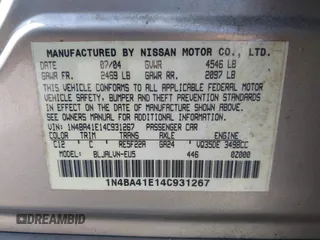 MANUFACTURED BY NISSAN MOTOR CO., LTD.
DATE 07/04 GVWR 4546 LB
GAWR FR. 2469 LB GAWR RR. 2097 LB
THIS VEHICLE CONFORMS TO ALL APPLICABLE FEDERAL MOTOR
VEHICLE SAFETY, BUMPER AND THEFT PREVENTION STANDARDS
IN EFFECT ON THE DATE OF MANUFACTURE SHOWN ABOVE.
SEE OWNERS MANUAL FOR ADDITIONAL INFORMATION
VIN: 1N4BA41E14C931267 PASSENGER CAR
COLOR TRIM TRANS AXLE ENGINE
C12 C RE5F22A GA24 VQ35DE 3498CC
MODEL: BLJALVN-EU5 446 0Z000
1N4BA41E14C931267
DREAMBID